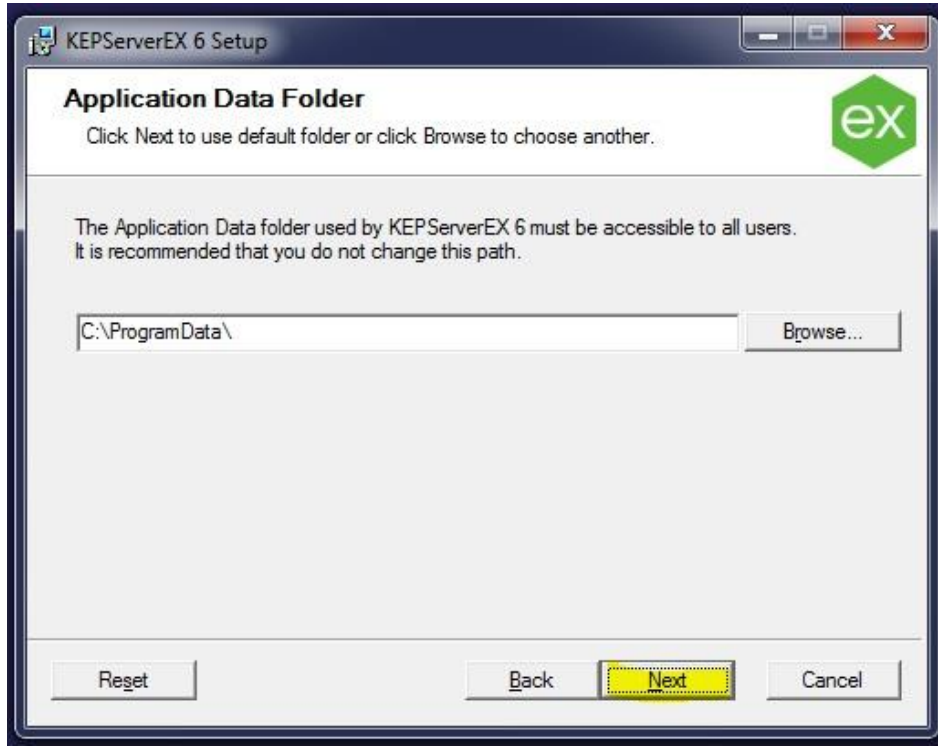 KEPServerEX 6 Setup
Application Data Folder
Click Next to use default folder or click Browse to choose another.
ex
The Application Data folder used by KEPServerEX 6 must be accessible to all users.
It is recommended that you do not change this path.
C:\ProgramData\
Browse...
Reset
Back
Next
Cancel